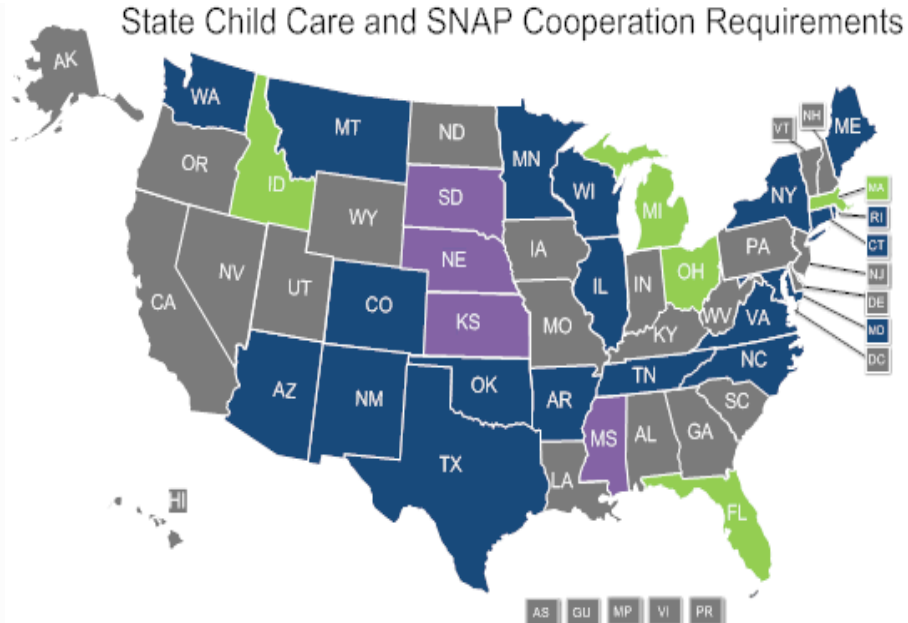 State Child Care and SNAP Cooperation Requirements
AK
WA
MT
ND
MN
VT
NH
ME
OR
ID
SD
WI
MI
NY
MA
RI
CT
WY
NE
IA
PA
NJ
DE
MD
DC
NV
UT
CO
KS
MO
IL
IN
OH
WV
VA
KY
CA
AZ
NM
OK
AR
TN
NC
SC
TX
MS
AL
GA
LA
FL
HI
AS GU MP VI PR